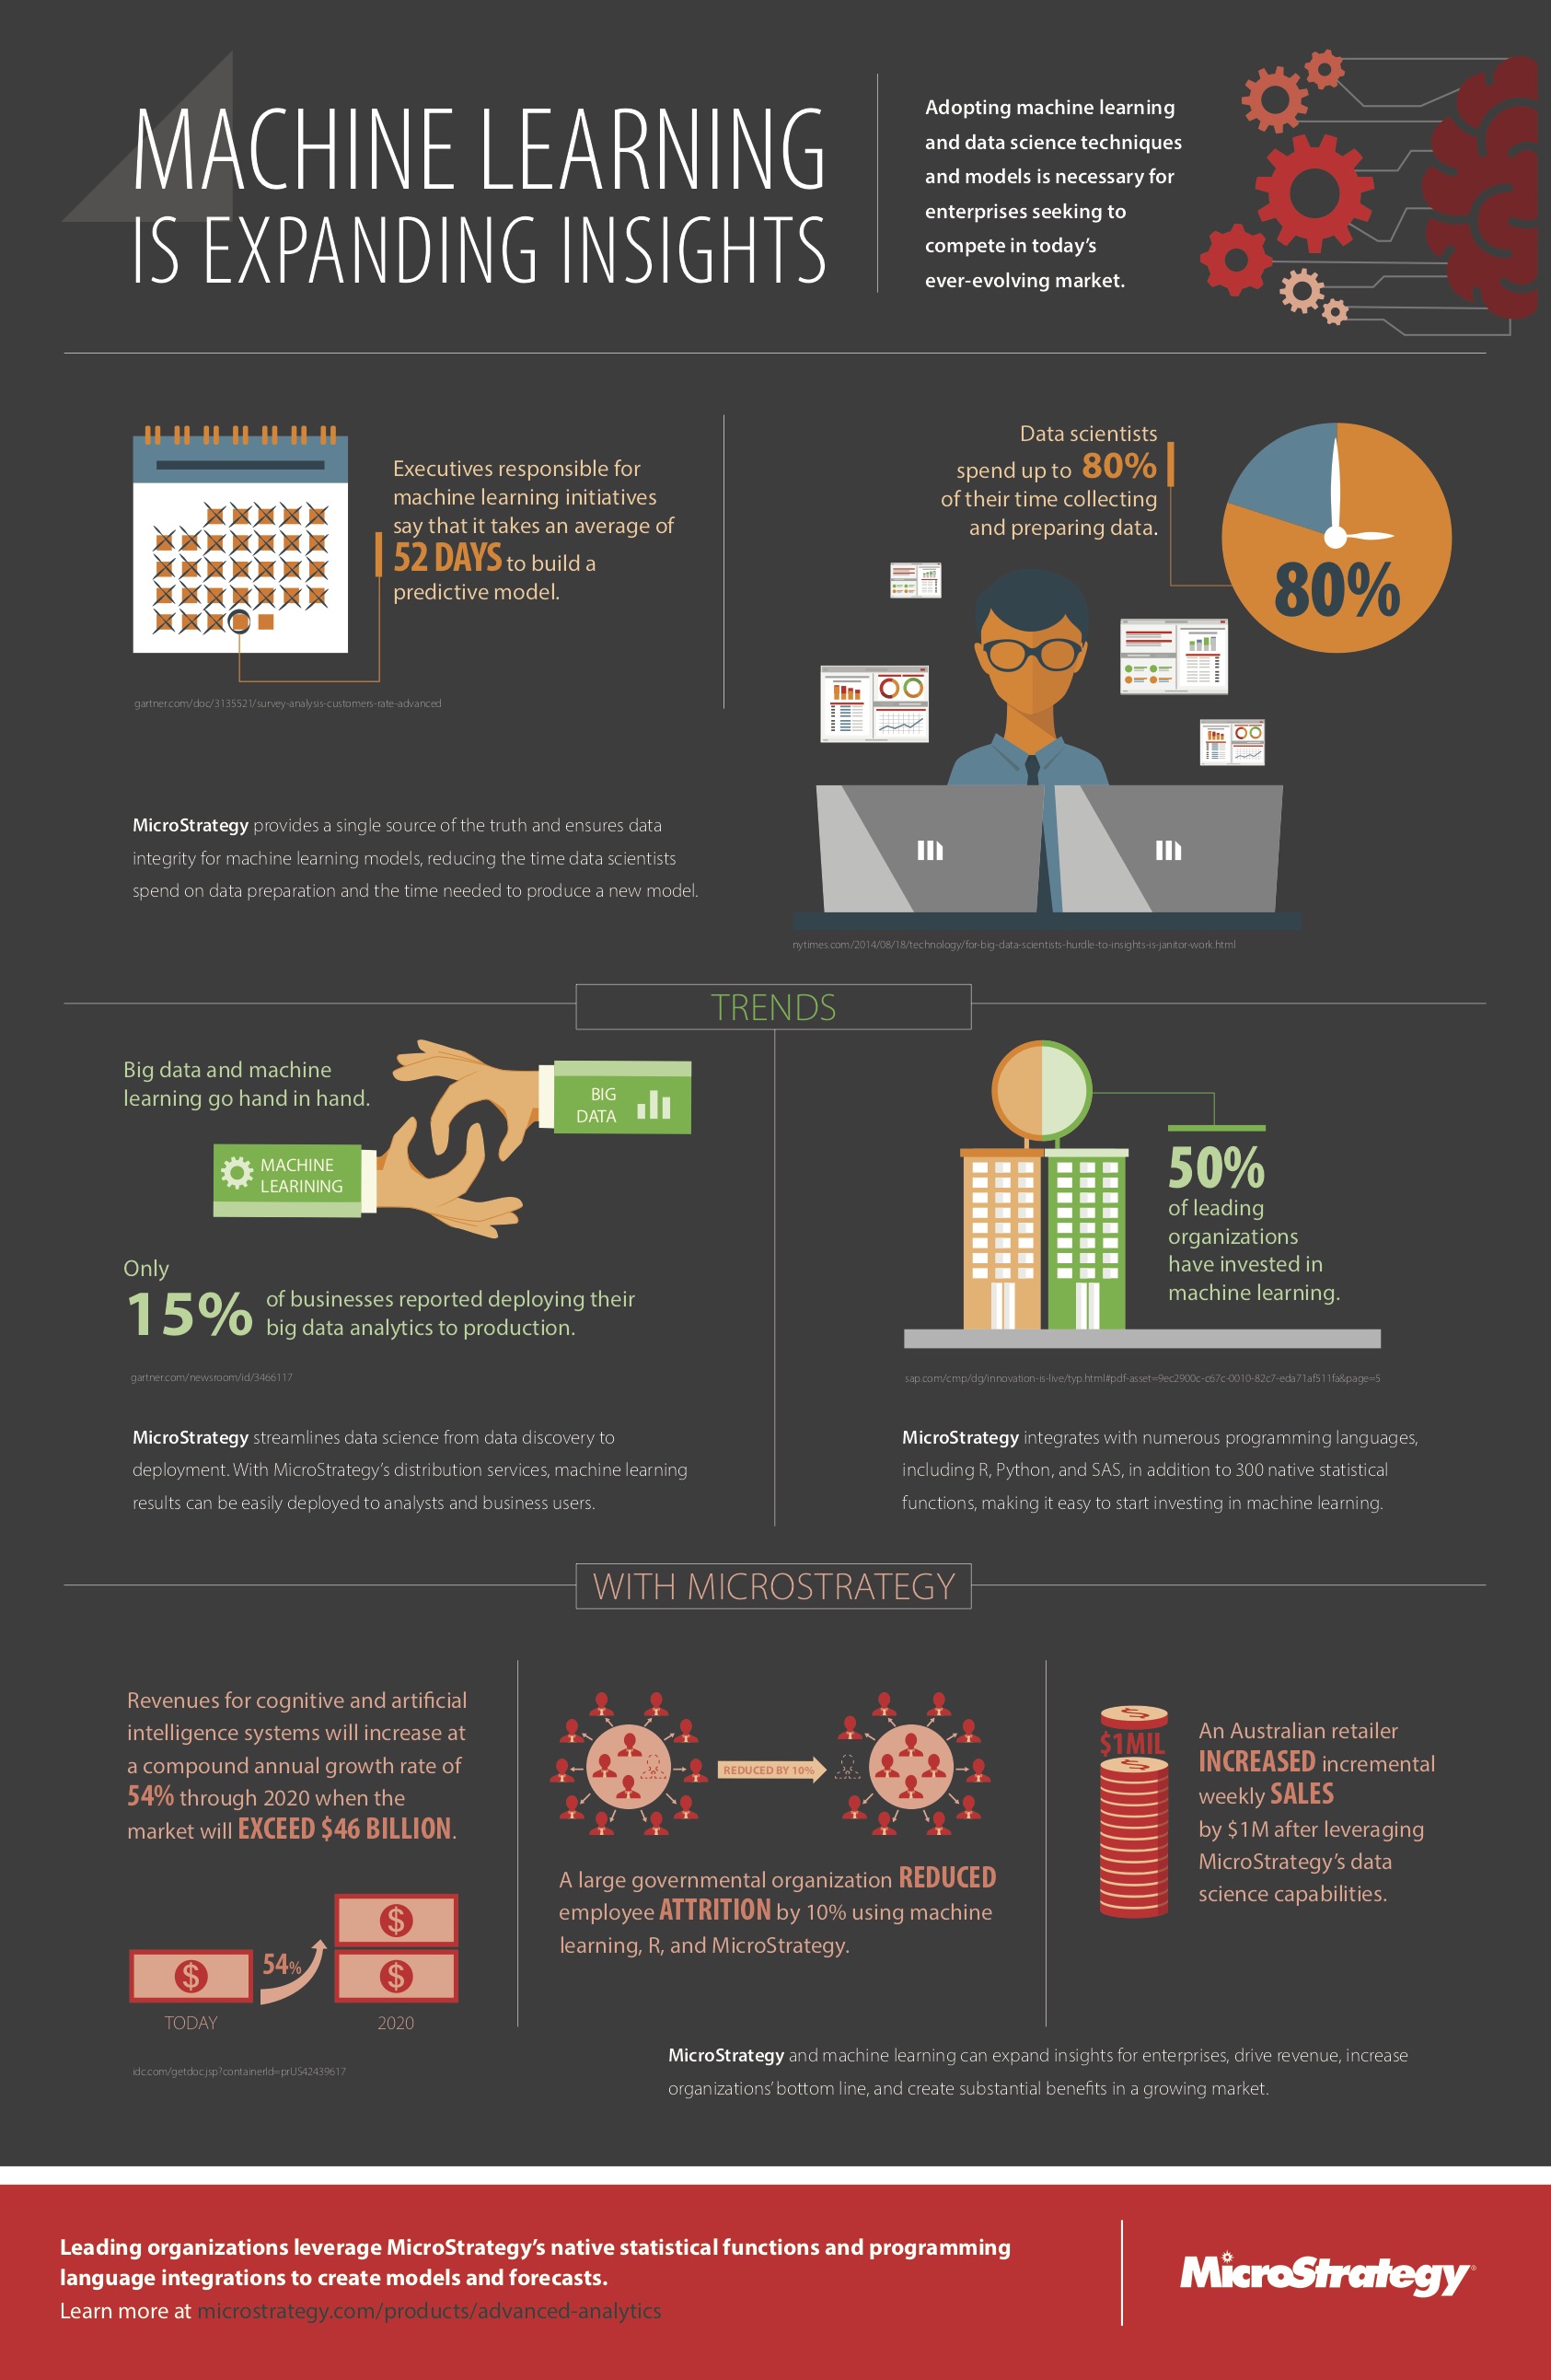 MACHINE LEARNING
IS EXPANDING INSIGHTS
Adopting machine learning
and data science techniques
and models is necessary for
enterprises seeking to
compete in today's
ever-evolving market.
Executives responsible for
machine learning initiatives
say that it takes an average of
52 DAYS to build a
predictive model.
gartner.com/doc/3135521/survey-analysis-customers-rate-advanced
Data scientists
spend up to 80%
of their time collecting
and preparing data.
80%
MicroStrategy provides a single source of the truth and ensures data
integrity for machine learning models, reducing the time data scientists
spend on data preparation and the time needed to produce a new model.
nytimes.com/2014/08/18/technology/for-big-data-scientists-hurdle-to-insights-is-janitor-work.html
TRENDS
Big data and machine
learning go hand in hand.
BIG
DATA
MACHINE
LEARINING
Only
15% of businesses reported deploying their
big data analytics to production.
gartner.com/newsroom/id/3466117
50%
of leading
organizations
have invested in
machine learning.
sap.com/cmp/dg/innovation-is-live/typ.html#pdf-asset=9ec2900c-c67c-0010-82c7-eda71af511fa&page=5
MicroStrategy streamlines data science from data discovery to
deployment. With MicroStrategy's distribution services, machine learning
results can be easily deployed to analysts and business users.
MicroStrategy integrates with numerous programming languages,
including R, Python, and SAS, in addition to 300 native statistical
functions, making it easy to start investing in machine learning.
WITH MICROSTRATEGY
Revenues for cognitive and artificial
intelligence systems will increase at
a compound annual growth rate of
54% through 2020 when the
market will EXCEED $46 BILLION.
54%
TODAY
2020
idc.com/getdoc.jsp?containerId=prUS42439617
REDUCED BY 10%
A large governmental organization REDUCED
employee ATTRITION by 10% using machine
learning, R, and MicroStrategy.
$1MIL
An Australian retailer
INCREASED incremental
weekly SALES
by $1M after leveraging
MicroStrategy's data
science capabilities.
MicroStrategy and machine learning can expand insights for enterprises, drive revenue, increase
organizations' bottom line, and create substantial benefits in a growing market.
Leading organizations leverage MicroStrategy's native statistical functions and programming
language integrations to create models and forecasts.
Learn more at microstrategy.com/products/advanced-analytics
MicroStrategy